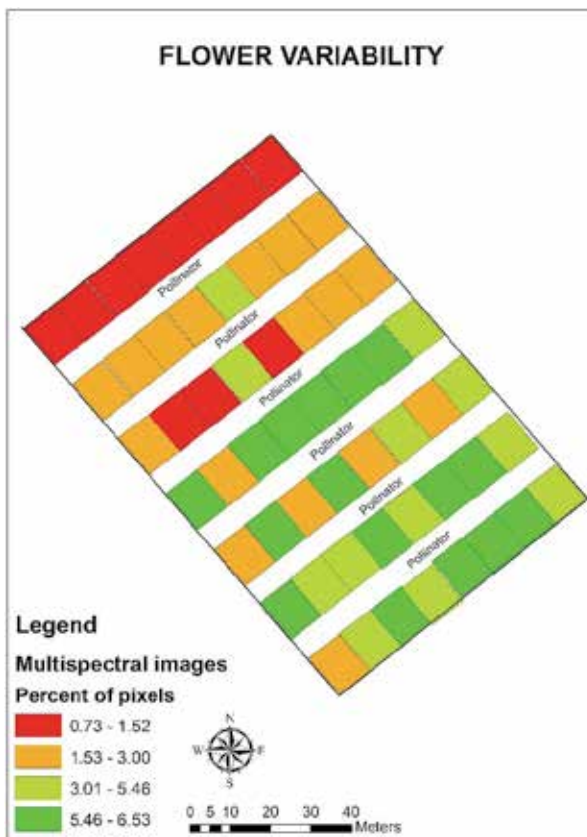 FLOWER VARIABILITY
Pollinator
Pollinator
Pollinator
Pollinator
Pollinator
Pollinator
Legend
Multispectral images
Percent of pixels
0.73 - 1.52
1.53 - 3.00
3.01 - 5.46
5.46 - 6.53
N
W E
S
0 5 10 20 30 40
Meters